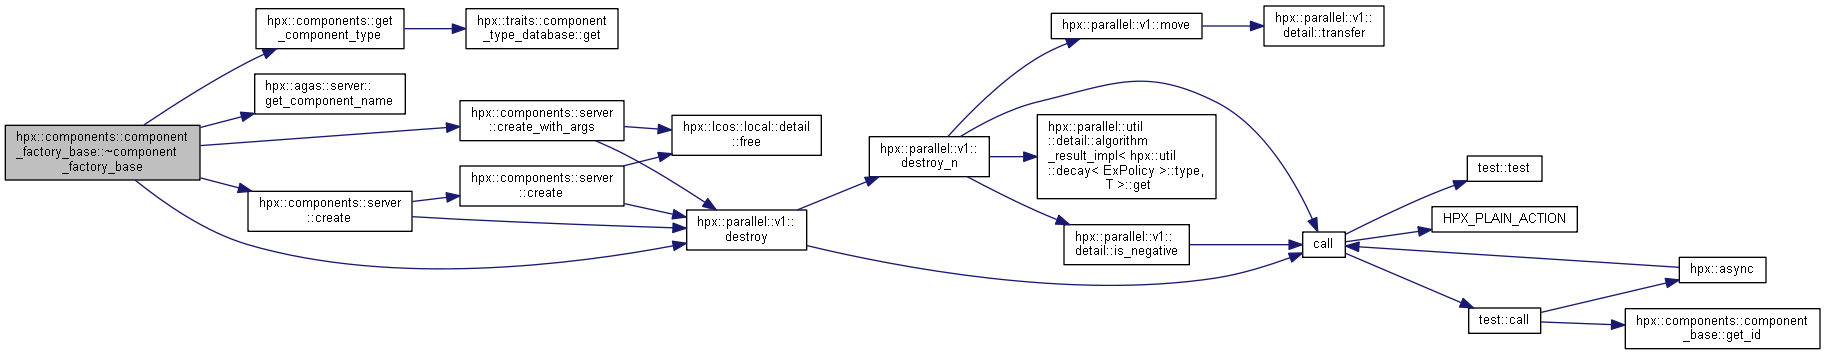 hpx::components::component
_factory_base::~component
_factory_base
hpx::components::get
_component_type
hpx::traits::component
_type_database::get
hpx::agas::server::
get_component_name
hpx::components::server
::create_with_args
hpx::components::server
::create
hpx::components::server
::create
hpx::lcos::local::detail
::free
hpx::parallel::v1::
destroy
hpx::parallel::v1::
destroy_n
hpx::parallel::v1::move
hpx::parallel::v1::
detail::transfer
hpx::parallel::util
::detail::algorithm
_result_impl< hpx::util
::decay< ExPolicy >::type,
T >::get
hpx::parallel::v1::
detail::is_negative
call
test::test
HPX_PLAIN_ACTION
test::call
hpx::async
hpx::components::component
_base::get_id